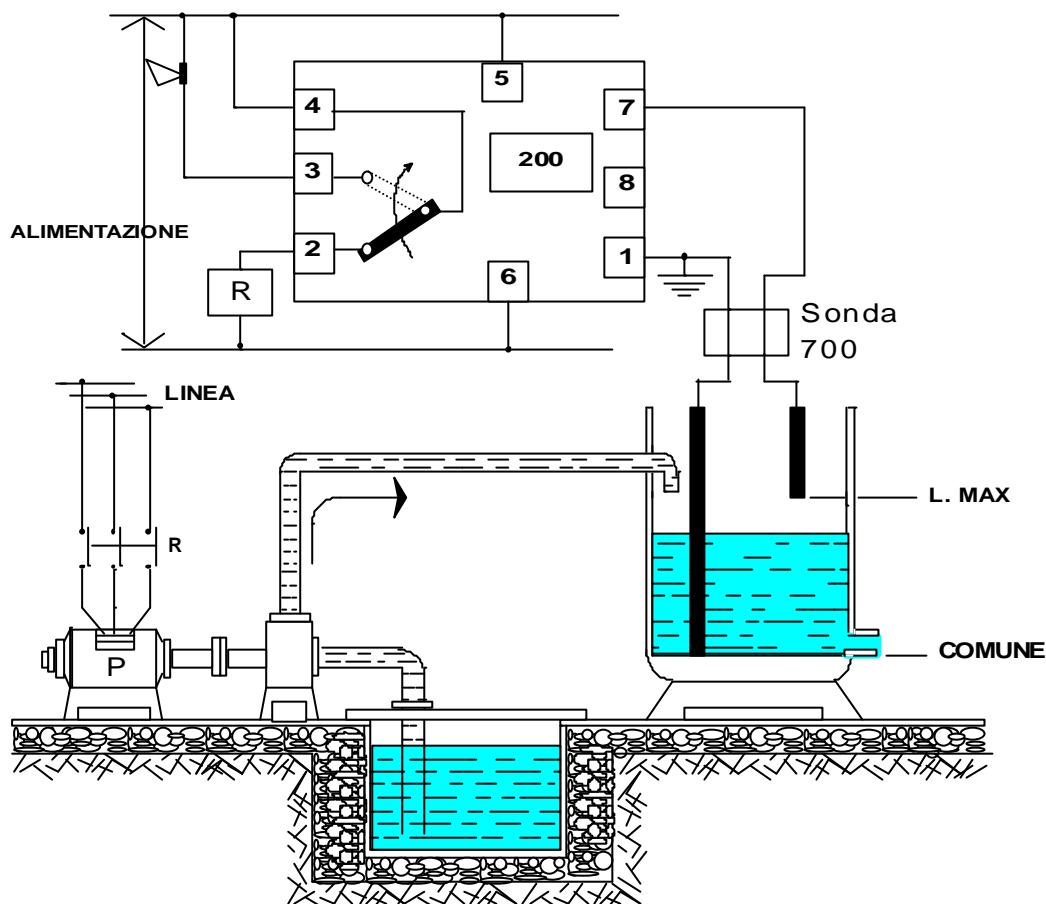 5
4
7
200
3
8
ALIMENTAZIONE
2
1
6
R
Sonda
700
LINEA
L. MAX
R
COMUNE
P